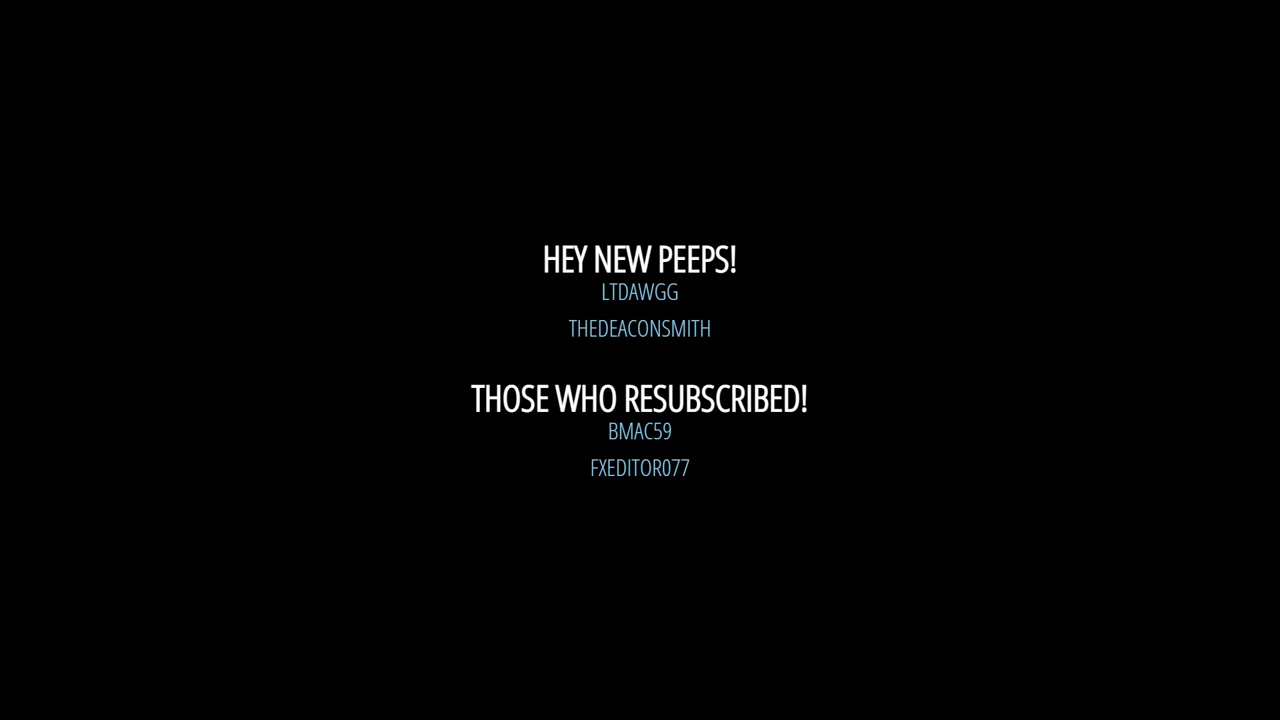 HEY NEW PEEPS!
LTDAWGG
THEDEACONSMITH
THOSE WHO RESUBSCRIBED!
BMAC59
FXEDITOR077